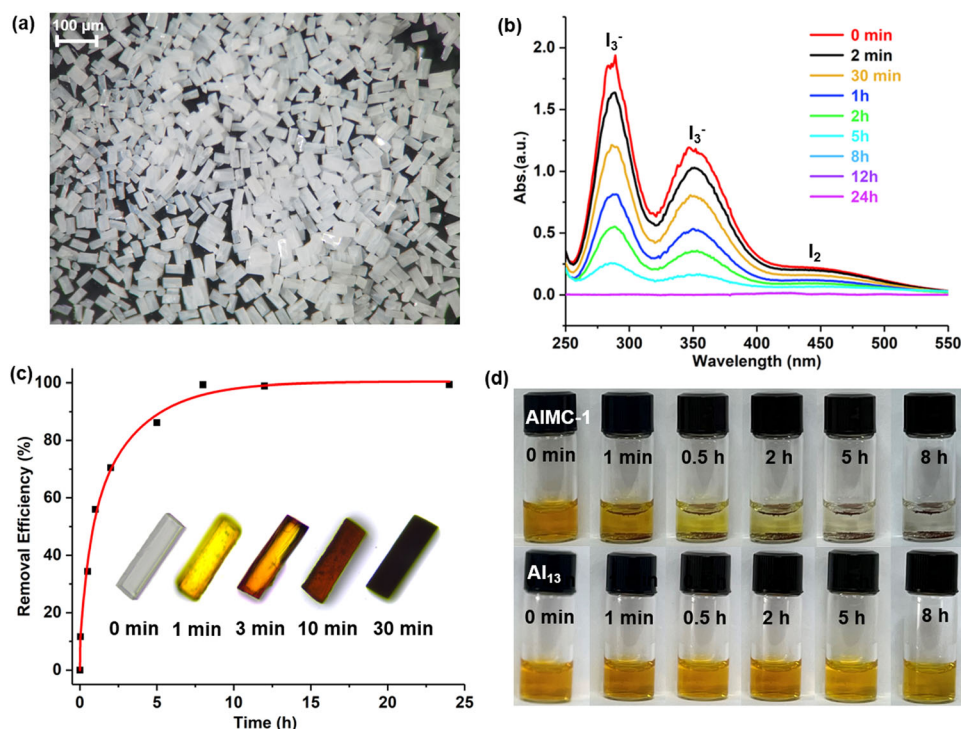 (a)
100 μm
(b)
Abs.(a.u.)
2.0
1.5
1.0
0.5
0.0
I₃⁻
I₃⁻
I₂
0 min
2 min
30 min
1h
2h
5h
8h
12h
24h
250 300 350 400 450 500 550
Wavelength (nm)
(c)
Removal Efficiency (%)
100
80
60
40
20
0
0 min 1 min 3 min 10 min 30 min
0 5 10 15 20 25
Time (h)
(d)
AlMC-1
0 min 1 min 0.5 h 2 h 5 h 8 h
Al₁₃
0 min 1 min 0.5 h 2 h 5 h 8 h